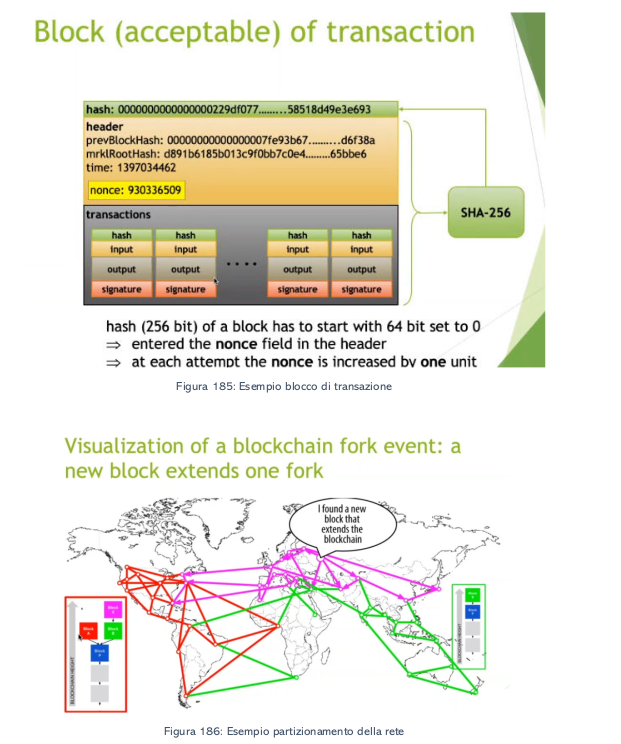 Block (acceptable) of transaction
hash: 0000000000000000229df077........58518d49e3e693
header
prevBlockHash: 00000000000000007fe93b67..........d6f38a
mrklRootHash: d891b6185b013c9f0bb7c0e4.........65bbe6
time: 1397034462
nonce: 930336509
SHA-256
transactions
hash hash hash hash
input input input input
output output .... output output
signature signature signature signature
hash (256 bit) of a block has to start with 64 bit set to 0
⇒ entered the nonce field in the header
⇒ at each attempt the nonce is increased by one unit
Figura 185: Esempio blocco di transazione
Visualization of a blockchain fork event: a
new block extends one fork
I found a new
block that
extends the
blockchain
BLOCKCHAIN HEIGHT
Block
Block
A
Block
B
Block
P
BLOCKCHAIN HEIGHT
Figura 186: Esempio partizionamento della rete